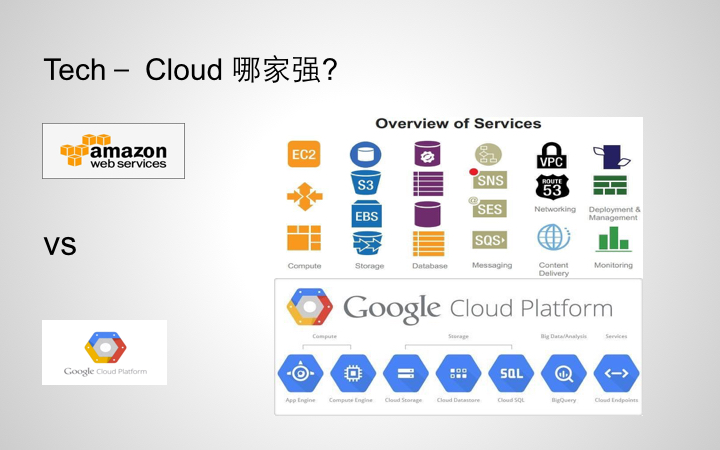 Tech – Cloud 哪家强?
amazon
web services
vs
Google Cloud Platform
Overview of Services
EC2
S3
EBS
SNS
@
SES
SQS
VPC
ROUTE
53
Networking
Deployment &
Management
Compute
Storage
Database
Messaging
Content
Delivery
Monitoring
Google Cloud Platform
Compute
Storage
Big Data/Analysis
Services
SQL
App Engine
Compute Engine
Cloud Storage
Cloud Datastore
Cloud SQL
BigQuery
Cloud Endpoints